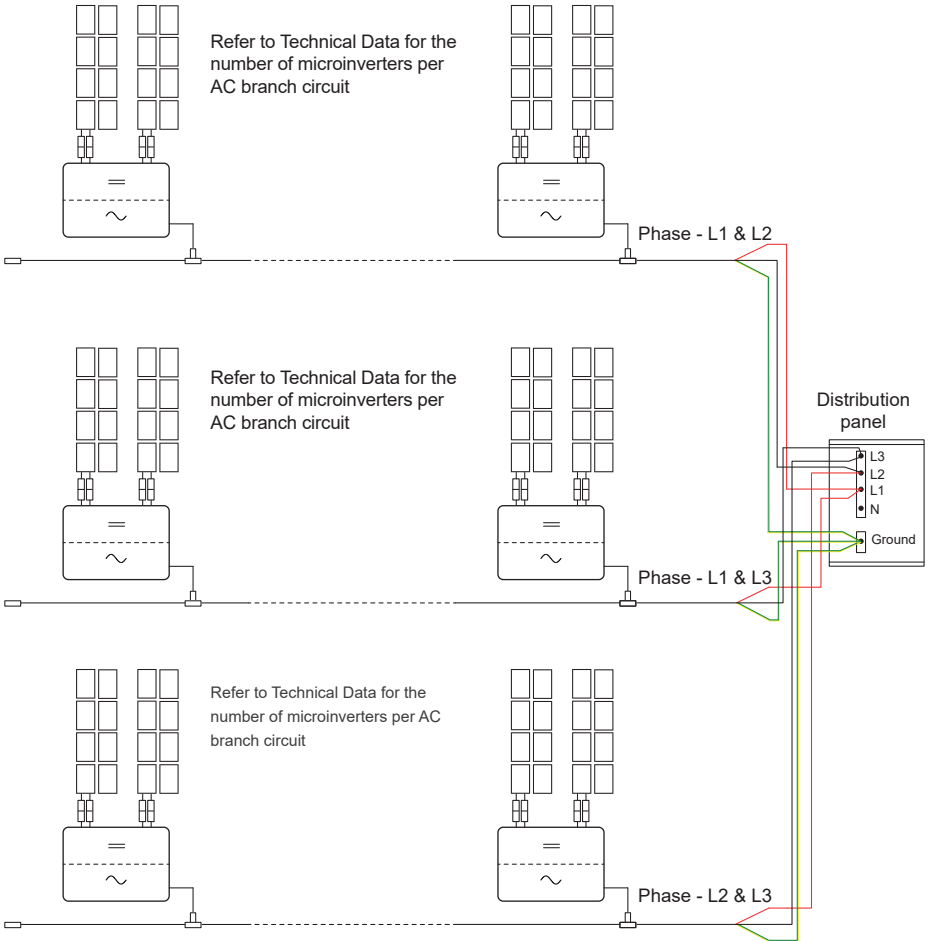 Refer to Technical Data for the
number of microinverters per
AC branch circuit
Phase - L1 & L2
Refer to Technical Data for the
number of microinverters per
AC branch circuit
Distribution
panel
L3
L2
L1
N
Ground
Phase - L1 & L3
Refer to Technical Data for the
number of microinverters per AC
branch circuit
Phase - L2 & L3